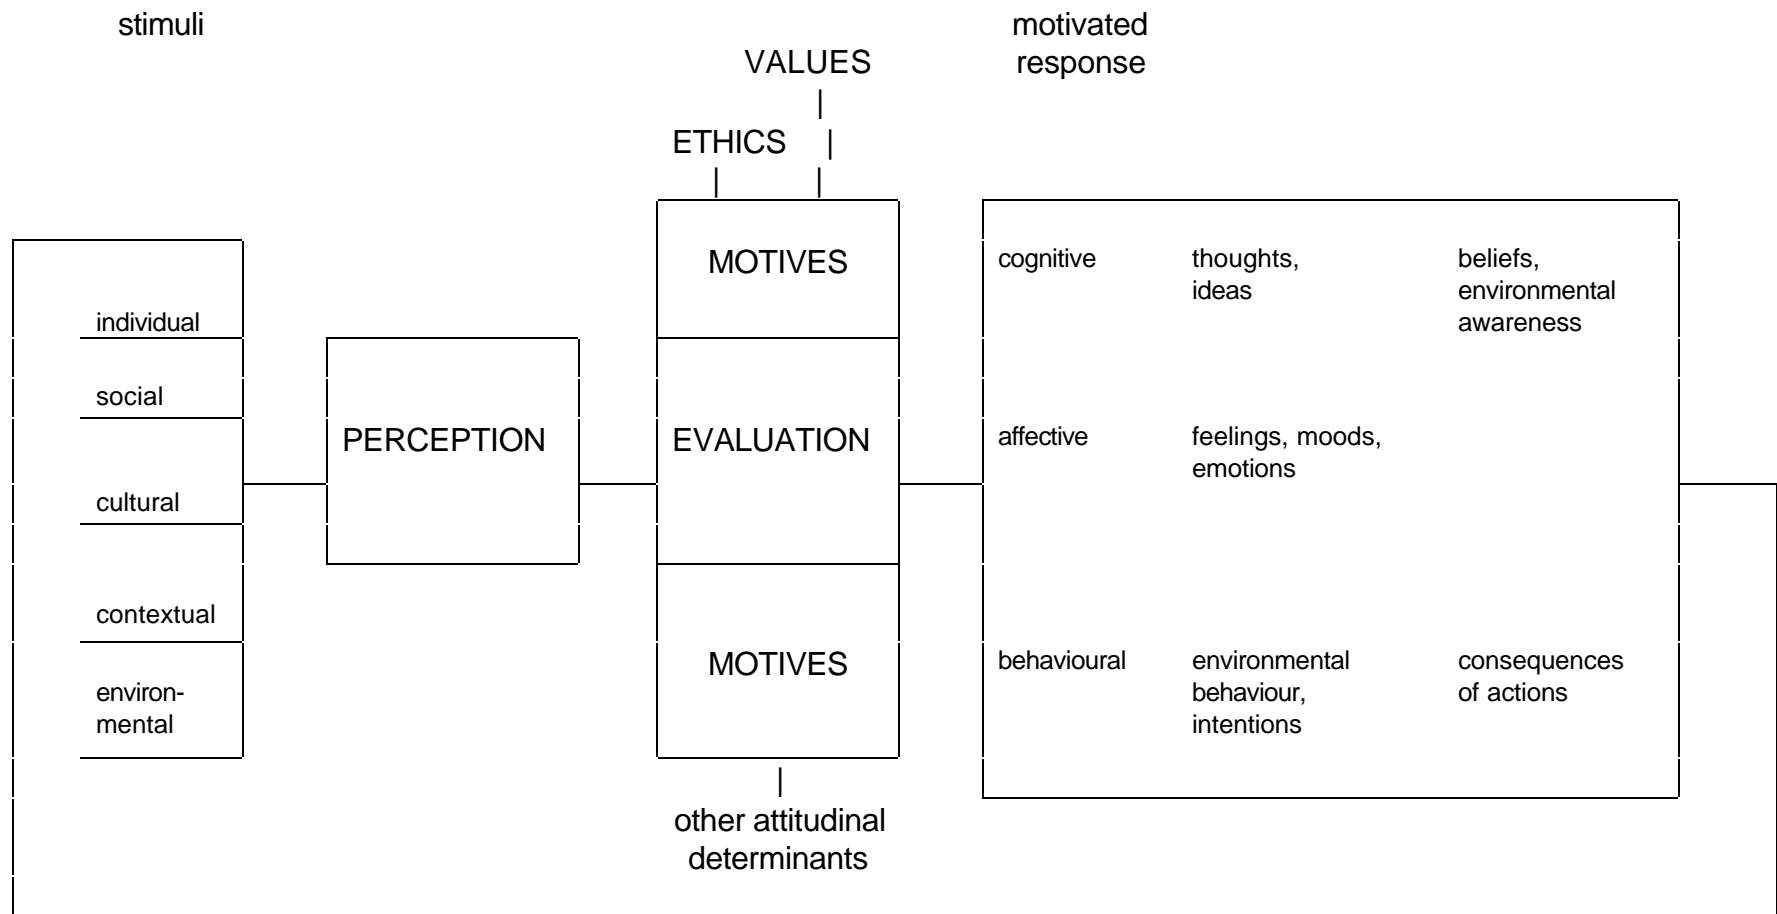 stimuli
motivated
response
VALUES
|
ETHICS |
| |
MOTIVES
individual
social
cultural
contextual
environ-
mental
PERCEPTION
EVALUATION
MOTIVES
|
other attitudinal
determinants
cognitive
thoughts,
ideas
beliefs,
environmental
awareness
affective
feelings, moods,
emotions
behavioural
environmental
behaviour,
intentions
consequences
of actions